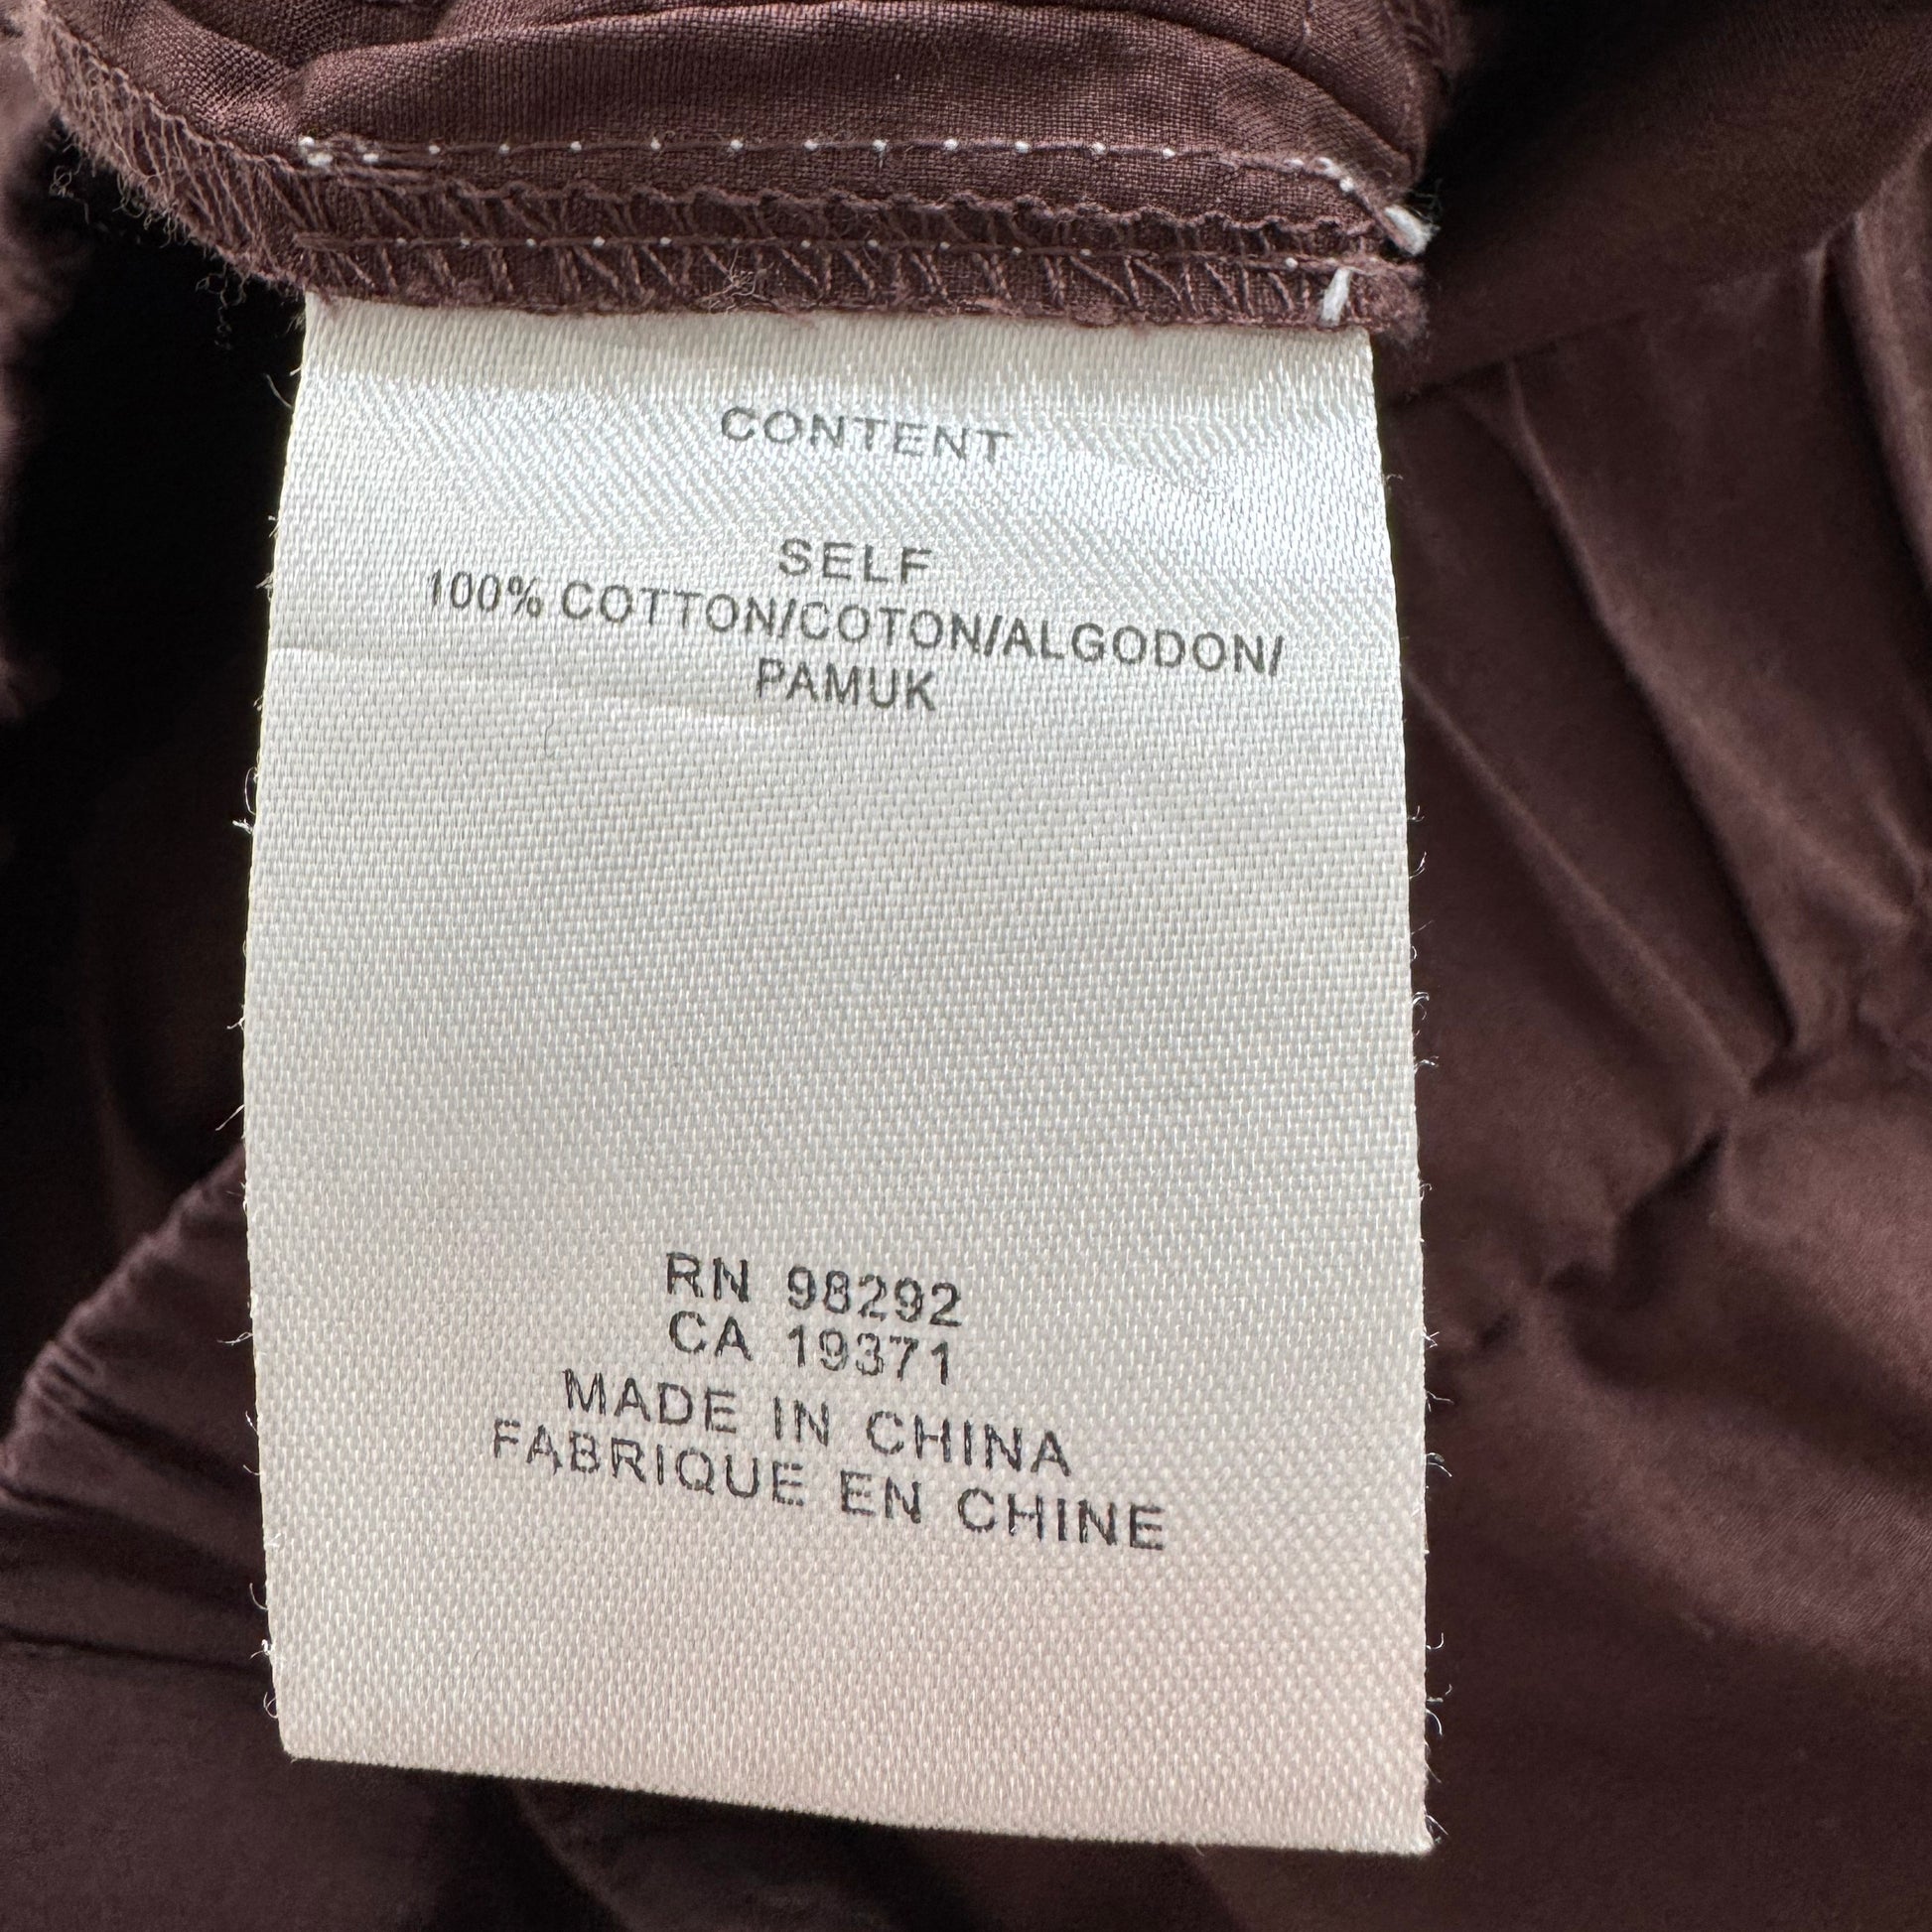 CONTENT
SELF
100% COTTON/COTON/ALGODON/
PAMUK
RN 98292
CA 19371
MADE IN CHINA
FABRIQUE EN CHINE